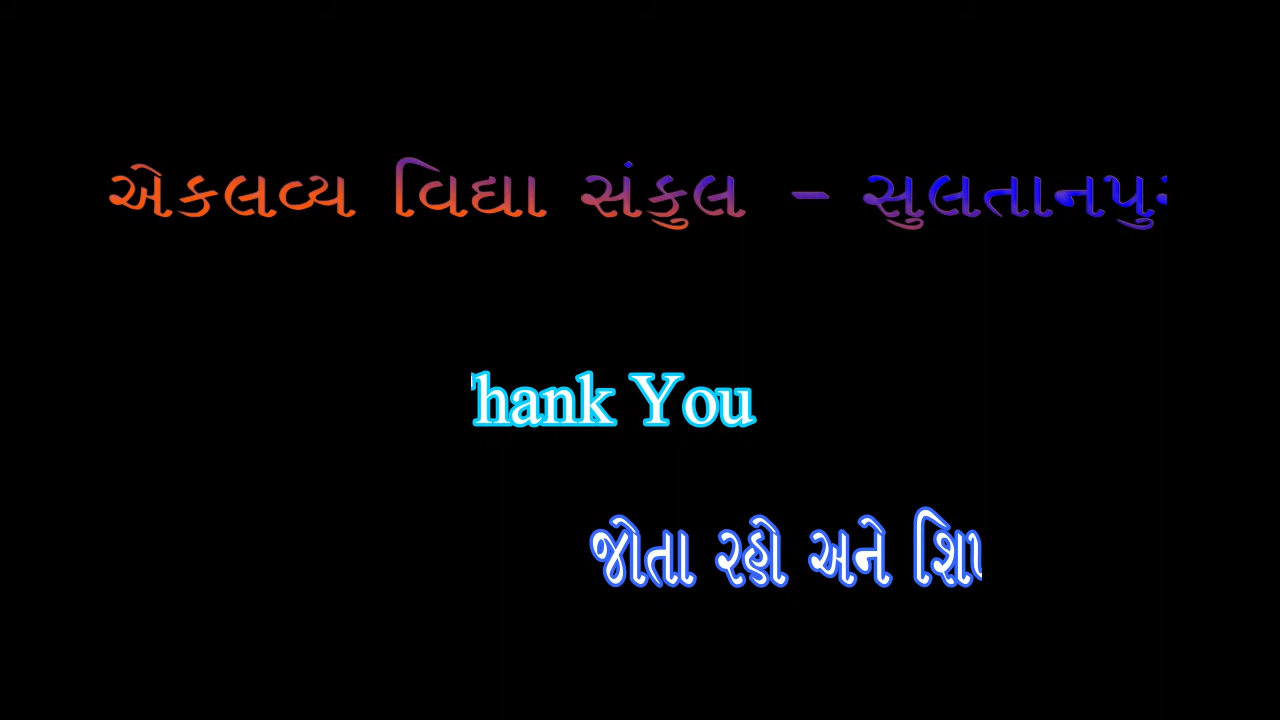 એકલવ્ય વિદ્યા સંકુલ - સુલતાનપુર
hank You
જોતા રહો અને